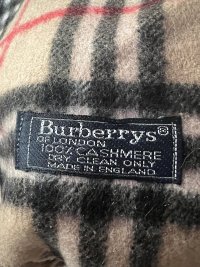 Burberrys®
OF LONDON
100% CASHMERE
DRY CLEAN ONLY
MADE IN ENGLAND